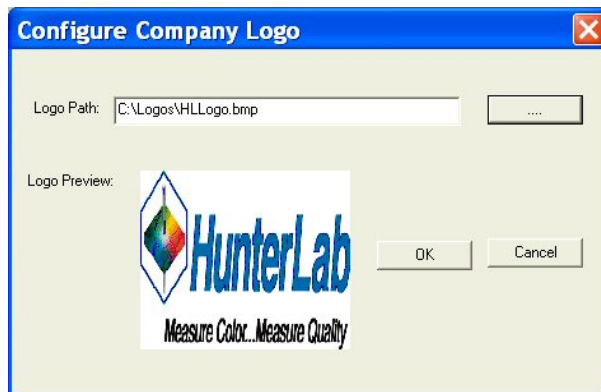 Configure Company Logo
Logo Path: C:\Logos\HLLogo.bmp ....
Logo Preview:
HunterLab
Measure Color...Measure Quality
OK Cancel